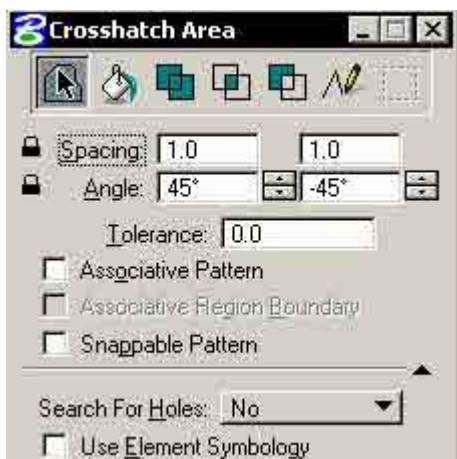 Crosshatch Area
Spacing: 1.0 1.0
Angle: 45° -45°
Tolerance: 0.0
Associative Pattern
Associative Region Boundary
Snappable Pattern
Search For Holes: No
Use Element Symbology